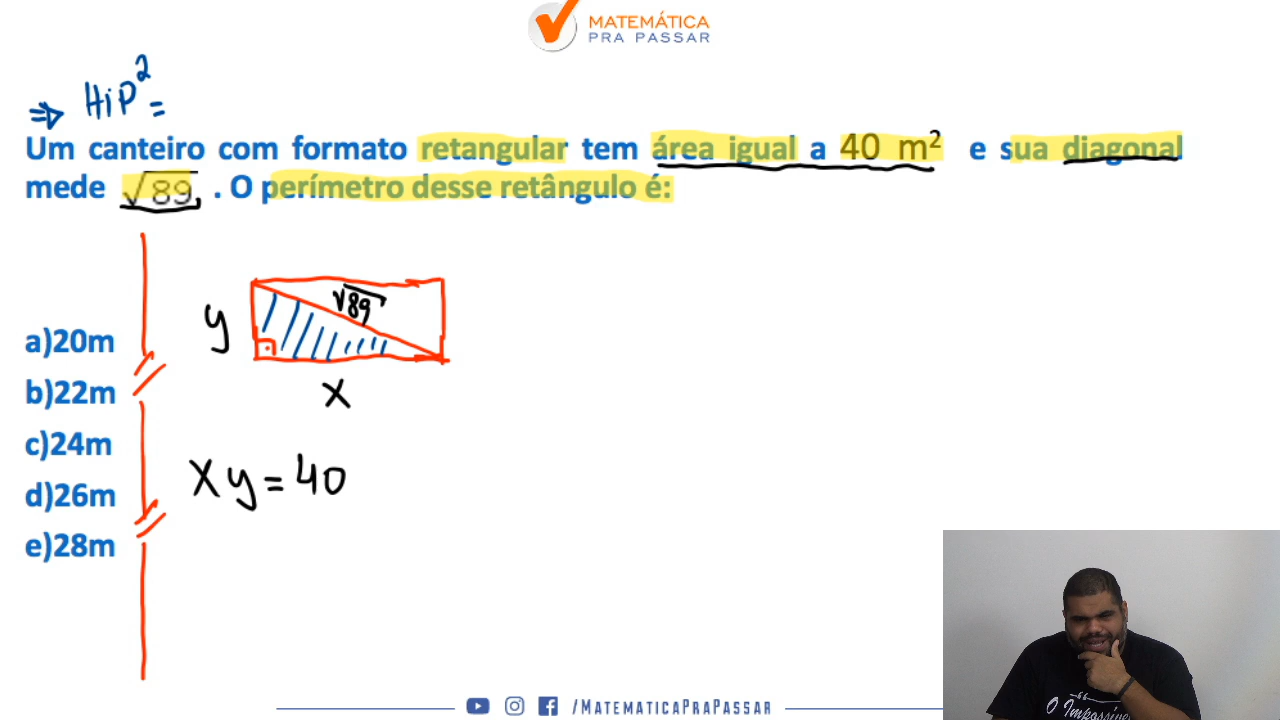 MATEMÁTICA
PRA PASSAR
⇒ HiP² =
Um canteiro com formato retangular tem área igual a 40 m² e sua diagonal
mede √89 . O perímetro desse retângulo é:
√89
y
x
a)20m
b)22m
c)24m
d)26m
e)28m
xy = 40
O Impossíve
/MatematicaPraPassar